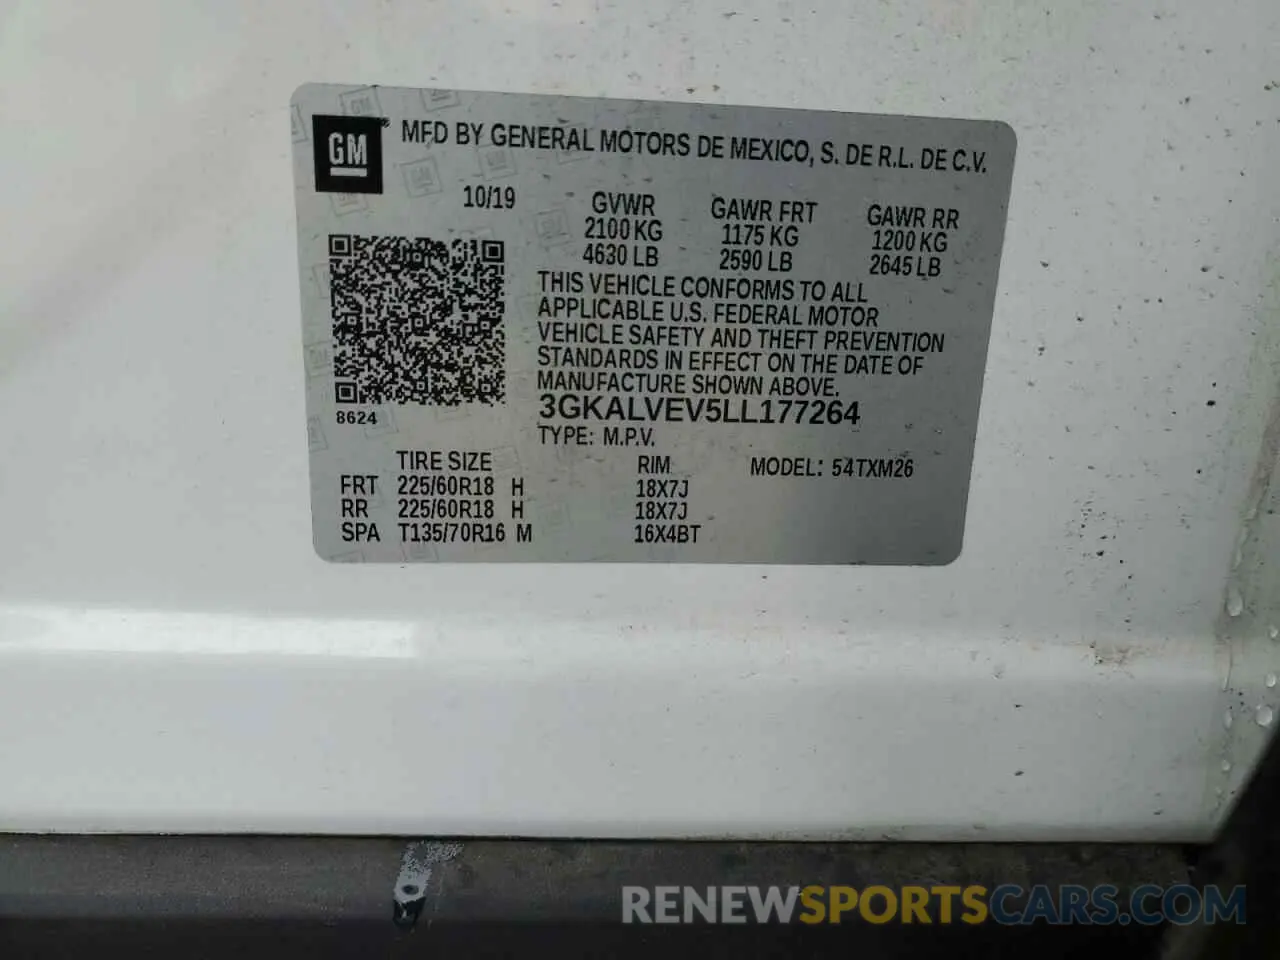 GM ® MFD BY GENERAL MOTORS DE MEXICO, S. DE R.L. DE C.V.
10/19 GVWR GAWR FRT GAWR RR
2100 KG 1175 KG 1200 KG
4630 LB 2590 LB 2645 LB
THIS VEHICLE CONFORMS TO ALL
APPLICABLE U.S. FEDERAL MOTOR
VEHICLE SAFETY AND THEFT PREVENTION
STANDARDS IN EFFECT ON THE DATE OF
MANUFACTURE SHOWN ABOVE.
8624 3GKALVEV5LL177264
TYPE: M.P.V.
TIRE SIZE RIM MODEL: 54TXM26
FRT 225/60R18 H 18X7J
RR 225/60R18 H 18X7J
SPA T135/70R16 M 16X4BT
RENEWSPORTSCARS.COM